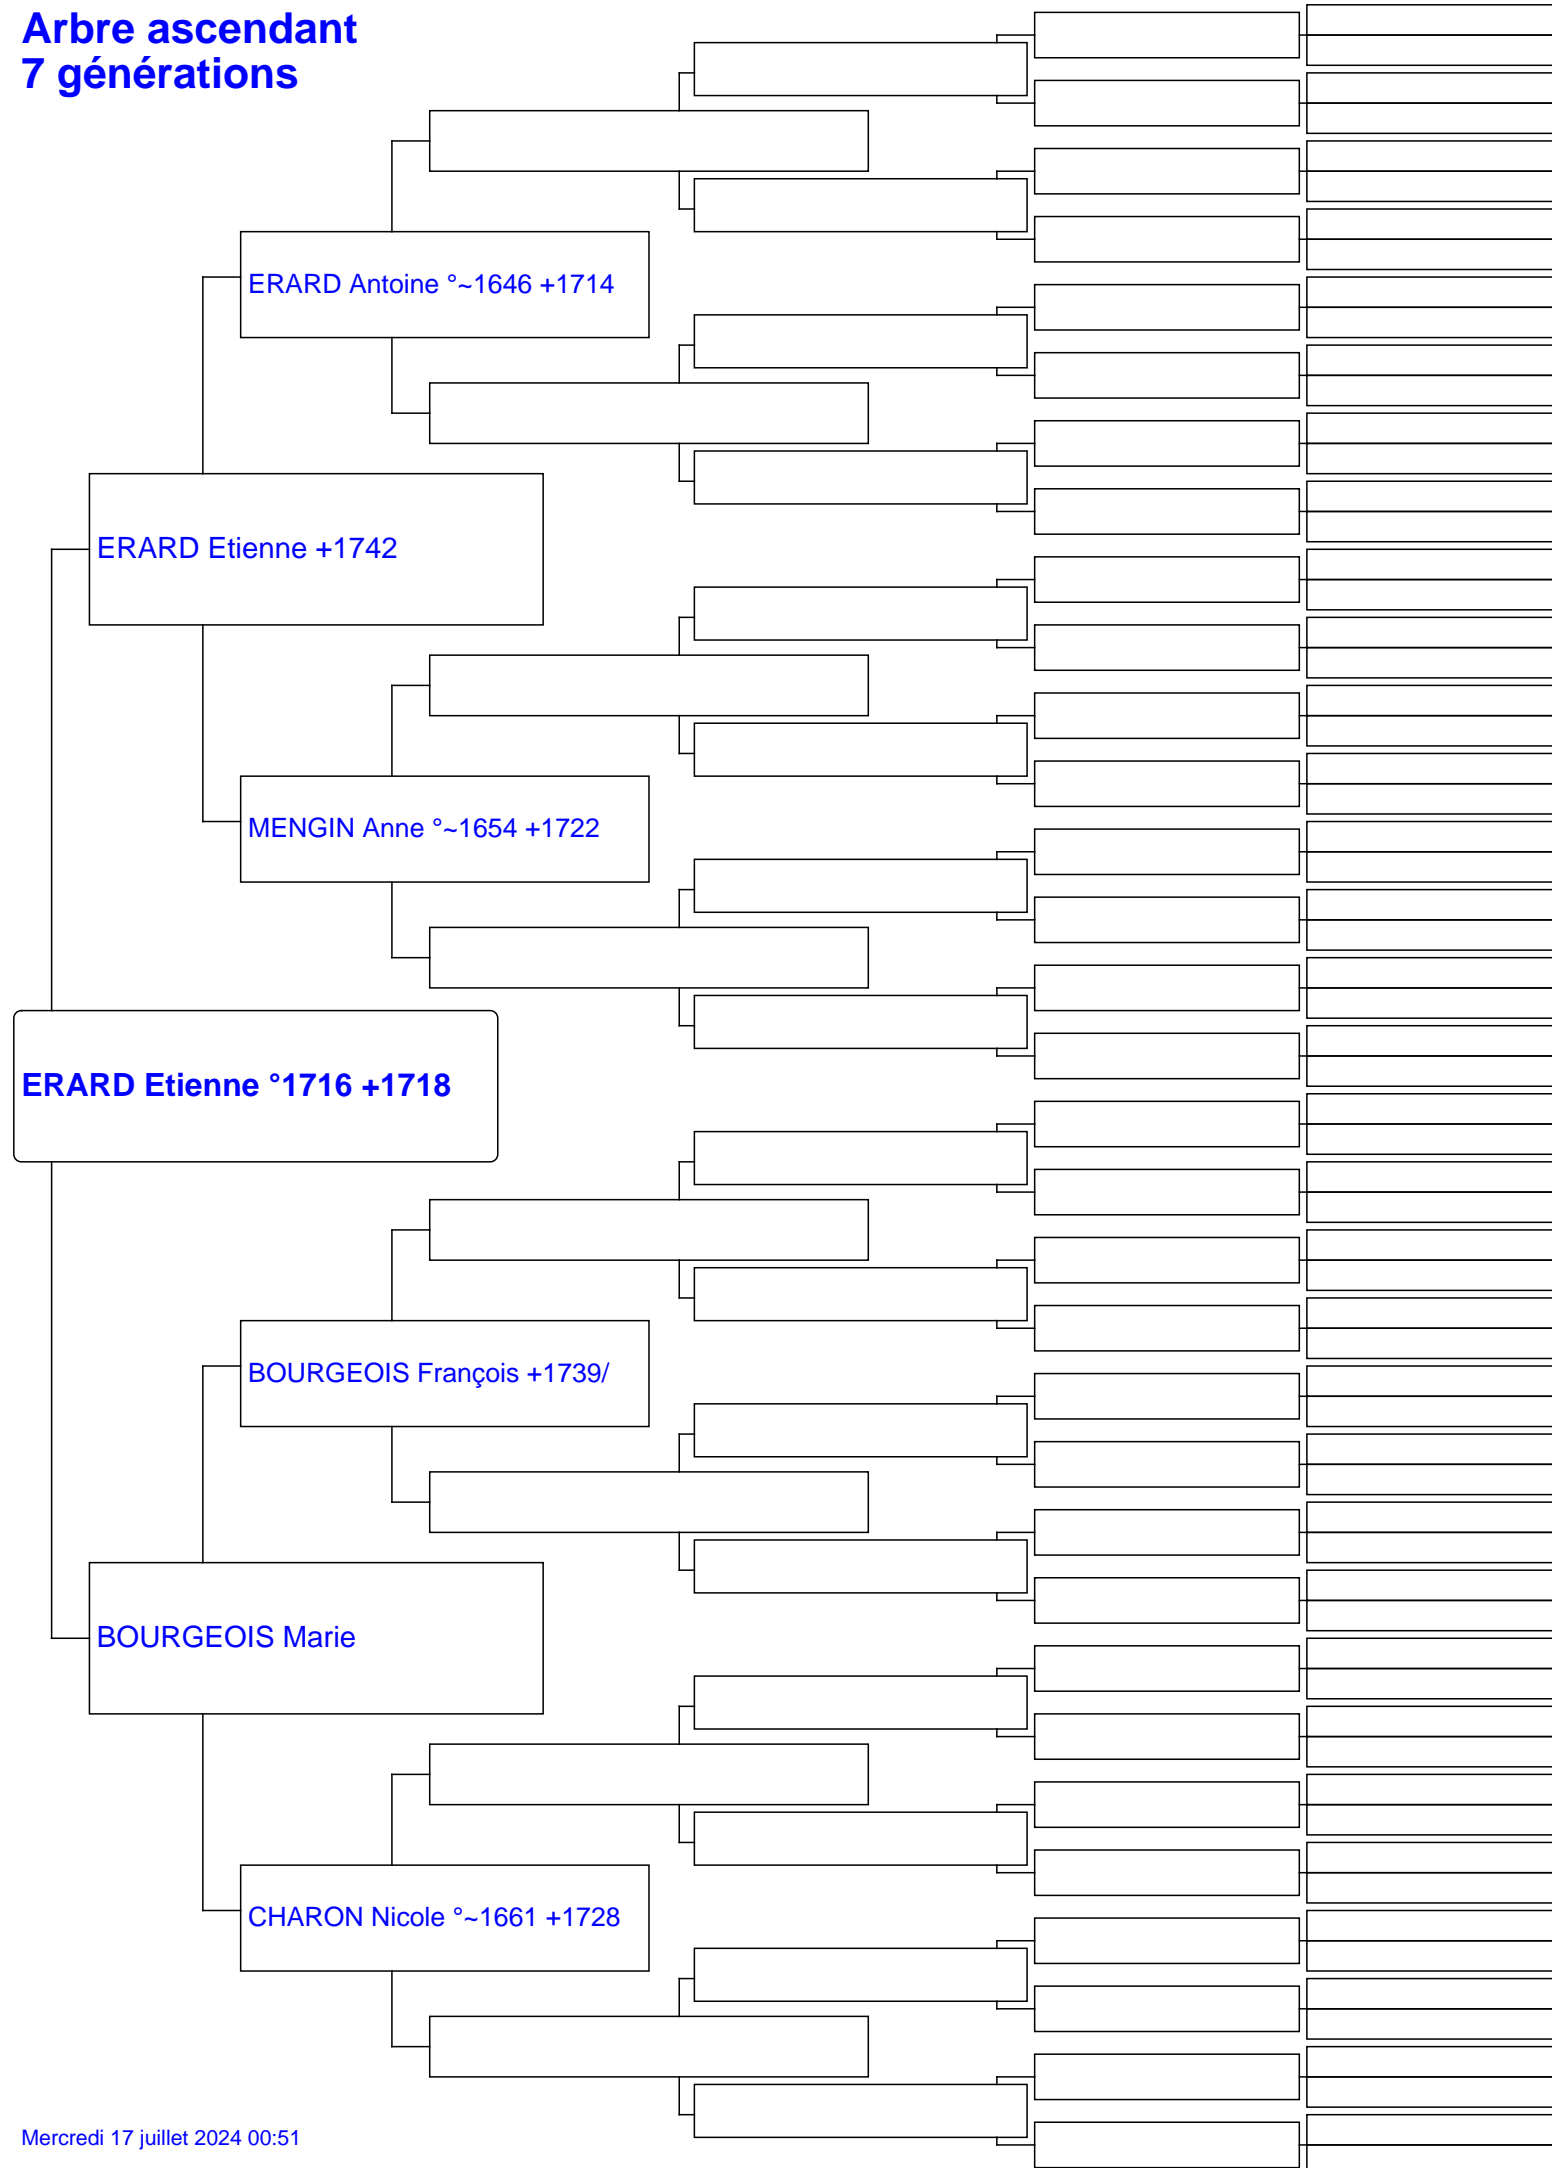 Arbre ascendant
7 générations
ERARD Antoine °~1646 +1714
ERARD Etienne +1742
MENGIN Anne °~1654 +1722
ERARD Etienne °1716 +1718
BOURGEOIS François +1739/
BOURGEOIS Marie
CHARON Nicole °~1661 +1728
Mercredi 17 juillet 2024 00:51